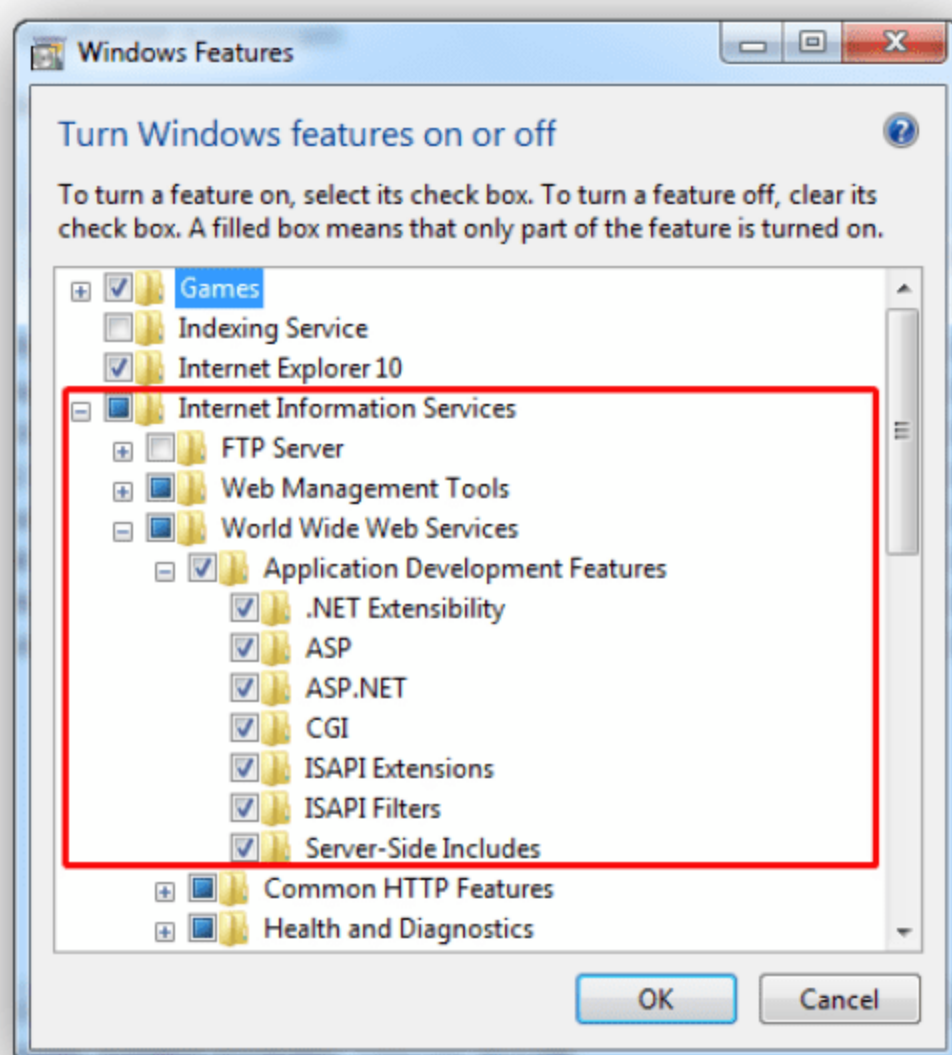 Windows Features
Turn Windows features on or off
To turn a feature on, select its check box. To turn a feature off, clear its
check box. A filled box means that only part of the feature is turned on.
Games
Indexing Service
Internet Explorer 10
Internet Information Services
FTP Server
Web Management Tools
World Wide Web Services
Application Development Features
.NET Extensibility
ASP
ASP.NET
CGI
ISAPI Extensions
ISAPI Filters
Server-Side Includes
Common HTTP Features
Health and Diagnostics
OK Cancel